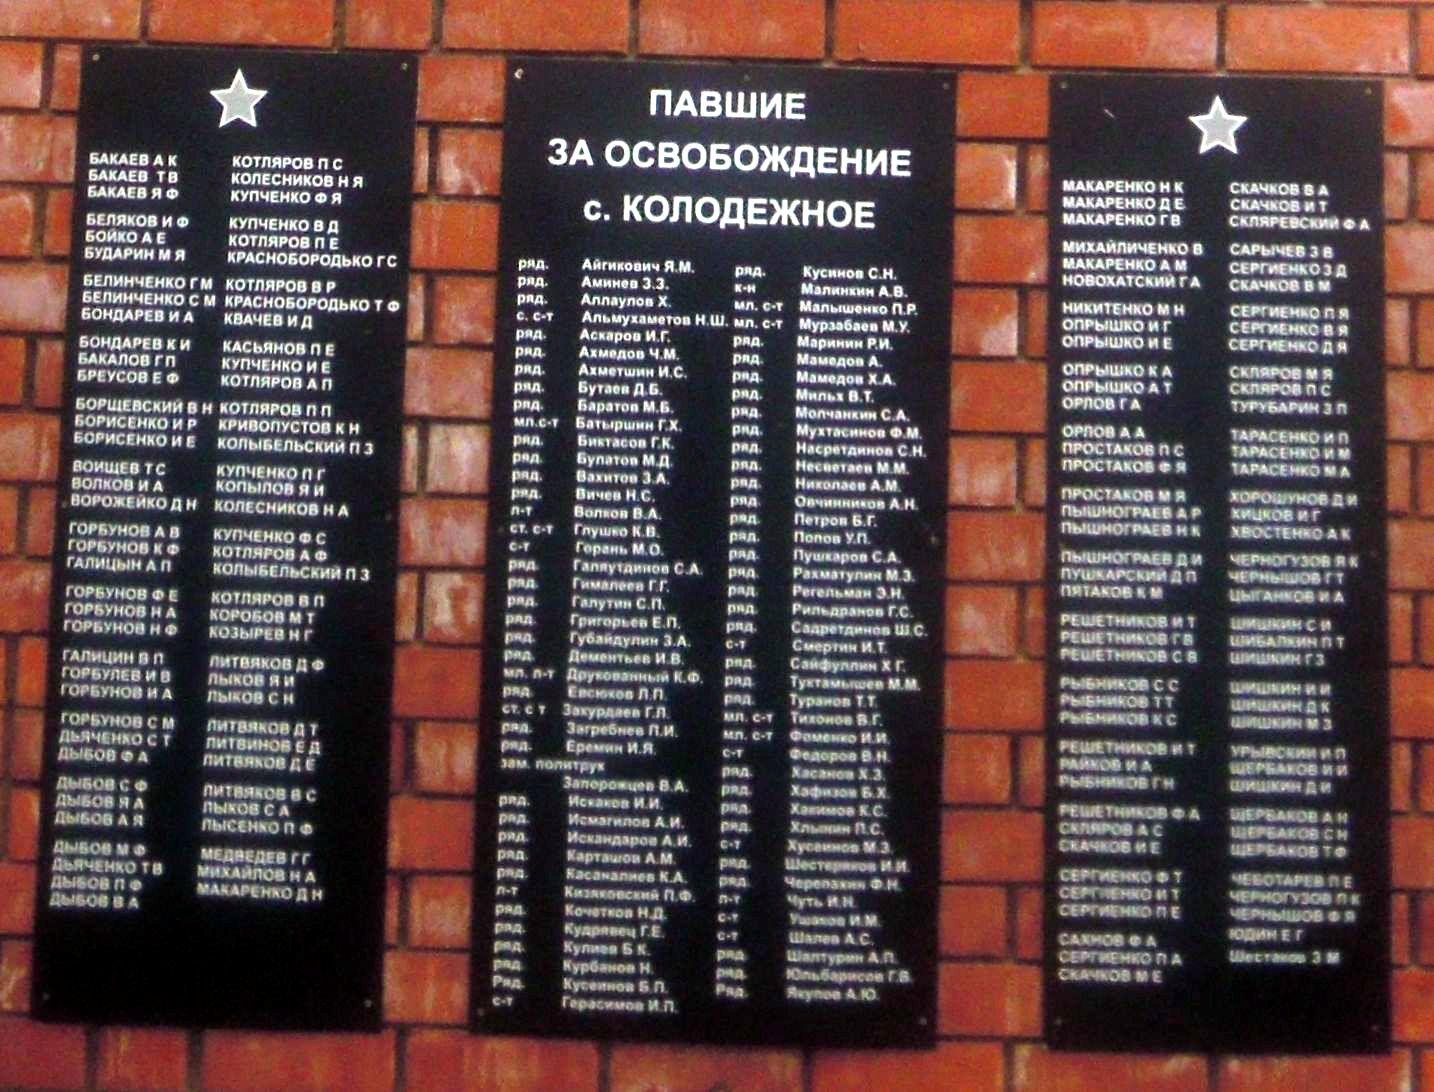 БАКАЕВ А К
БАКАЕВ Т В
БАКАЕВ Я Ф
БЕЛЯКОВ И Ф
БОЙКО А Е
БУДАРИН М Я
БЕЛИНЧЕНКО Г М
БЕЛИНЧЕНКО С М
БОНДАРЕВ И А
БОНДАРЕВ К И
БАКАЛОВ Г П
БРЕУСОВ Е Ф
БОРЩЕВСКИЙ В Н
БОРИСЕНКО И Р
БОРИСЕНКО И Е
ВОИЩЕВ Т С
ВОЛКОВ И А
ВОРОЖЕЙКО Д Н
ГОРБУНОВ А В
ГОРБУНОВ К Ф
ГАЛИЦЫН А П
ГОРБУНОВ Ф Е
ГОРБУНОВ Н А
ГОРБУНОВ Н Ф
ГАЛИЦИН В П
ГОРБУЛЕВ И В
ГОРБУНОВ И А
ГОРБУНОВ С М
ДЬЯЧЕНКО С Т
ДЫБОВ Ф А
ДЫБОВ С Ф
ДЫБОВ Я А
ДЫБОВ А Я
ДЫБОВ М Ф
ДЬЯЧЕНКО Т В
ДЫБОВ П Ф
ДЫБОВ В А
КОТЛЯРОВ П С
КОЛЕСНИКОВ Н Я
КУПЧЕНКО Ф Я
КУПЧЕНКО В Д
КОТЛЯРОВ П Е
КРАСНОБОРОДЬКО Г С
КОТЛЯРОВ В Р
КРАСНОБОРОДЬКО Т Ф
КВАЧЕВ И Д
КАСЬЯНОВ П Е
КУПЧЕНКО И Е
КОТЛЯРОВ А П
КОТЛЯРОВ П П
КРИВОПУСТОВ К Н
КОЛЫБЕЛЬСКИЙ П З
КУПЧЕНКО П Г
КОПЫЛОВ Я И
КОЛЕСНИКОВ Н А
КУПЧЕНКО Ф С
КОТЛЯРОВ А Ф
КОЛЫБЕЛЬСКИЙ П З
КОТЛЯРОВ В П
КОРОБОВ М Т
КОЗЫРЕВ Н Г
ЛИТВЯКОВ Д Ф
ЛЫКОВ Я И
ЛЫКОВ С Н
ЛИТВЯКОВ Д Т
ЛИТВИНОВ Е Д
ЛИТВЯКОВ Д Е
ЛИТВЯКОВ В С
ЛЫКОВ С А
ЛЫСЕНКО П Ф
МЕДВЕДЕВ Г Г
МИХАЙЛОВ Н А
МАКАРЕНКО Д Н
ПАВШИЕ
ЗА ОСВОБОЖДЕНИЕ
с. КОЛОДЕЖНОЕ
ряд. Айгикович Я.М.
ряд. Аминев З.З.
ряд. Аллаулов Х.
с. с-т Альмухаметов Н.Ш.
ряд. Аскаров И.Г.
ряд. Ахмедов Ч.М.
ряд. Ахметшин И.С.
ряд. Бутаев Д.Б.
ряд. Баратов М.Б.
мл.с-т Батыршин Г.Х.
ряд. Биктасов Г.К.
ряд. Булатов М.Д.
ряд. Вахитов З.А.
ряд. Вичев Н.С.
л-т Волков В.А.
ст. с-т Глушко К.В.
с-т Горань М.О.
ряд. Галяутдинов С.А.
ряд. Гималеев Г.Г.
ряд. Галутин С.П.
ряд. Григорьев Е.П.
ряд. Губайдулин З.А.
ряд. Дементьев И.В.
мл. л-т Друкованный К.Ф.
ряд. Евсюков Л.П.
ст. с т Закурдаев Г.Л.
ряд. Загребнев П.И.
ряд. Еремин И.Я.
зам. политрук
Запорожцев В.А.
ряд. Искаков И.И.
ряд. Исмагилов А.И.
ряд. Искандаров А.И.
ряд. Карташов А.М.
ряд. Касаналиев К.А.
л-т Кизяковский П.Ф.
ряд. Кочетков Н.Д.
ряд. Кудрявец Г.Е.
ряд. Кулиев Б К.
ряд. Курбанов Н.
Ряд. Кусеинов Б.П.
с-т Герасимов И.П.
ряд. Кусинов С.Н.
к-н Малинкин А.В.
мл. с-т Малышенко П.Р.
мл. с-т Мурзабаев М.У.
ряд. Маринин Р.И.
ряд. Мамедов А.
ряд. Мамедов Х.А.
ряд. Мильх В.Т.
ряд. Молчанкин С.А.
ряд. Мухтасинов Ф.М.
ряд. Насретдинов С.Н.
ряд. Несветаев М.М.
ряд. Николаев А.М.
ряд. Овчинников А.Н.
ряд. Петров Б.Г.
ряд. Попов У.П.
ряд. Пушкаров С.А.
ряд. Рахматулин М.З.
ряд. Регельман Э.Н.
ряд. Рильдранов Г.С.
ряд. Садретдинов Ш.С.
с-т Смертин И.Т.
ряд. Сайфуллин Х Г.
ряд. Туктамышев М.М.
ряд. Туранов Т.Т.
мл. с-т Тихонов В.Г.
мл. с-т Фоменко И.И.
с-т Федоров В.Н.
ряд. Хасанов Х.З.
ряд. Хафизов Б.Х.
ряд. Хакимов К.С.
ряд. Хлынин П.С.
с-т Хусеинов М.З.
ряд. Шестеринов И.И.
ряд. Черепахин Ф.Н.
л-т Чуть И.Н.
с-т Ушаков И.М.
с-т Шалев А.С.
ряд. Шалтурин А.П.
ряд. Юльбарисов Г.В.
Ряд. Якупов А.Ю.
МАКАРЕНКО Н К
МАКАРЕНКО Д Е
МАКАРЕНКО Г В
МИХАЙЛИЧЕНКО В
МАКАРЕНКО А М
НОВОХАТСКИЙ Г А
НИКИТЕНКО М Н
ОПРЫШКО И Г
ОПРЫШКО И Е
ОПРЫШКО К А
ОПРЫШКО А Т
ОРЛОВ Г А
ОРЛОВ А А
ПРОСТАКОВ П С
ПРОСТАКОВ Ф Я
ПРОСТАКОВ М Я
ПЫШНОГРАЕВ А Р
ПЫШНОГРАЕВ Н К
ПЫШНОГРАЕВ Д И
ПУШКАРСКИЙ Д П
ПЯТАКОВ К М
РЕШЕТНИКОВ И Т
РЕШЕТНИКОВ Г В
РЕШЕТНИКОВ С В
РЫБНИКОВ С С
РЫБНИКОВ Т Т
РЫБНИКОВ К С
РЕШЕТНИКОВ И Т
РАЙКОВ И А
РЫБНИКОВ Г Н
РЕШЕТНИКОВ Ф А
СКЛЯРОВ А С
СКАЧКОВ И Е
СЕРГИЕНКО Ф Т
СЕРГИЕНКО И Т
СЕРГИЕНКО П Е
САХНОВ Ф А
СЕРГИЕНКО П А
СКАЧКОВ М Е
СКАЧКОВ В А
СКАЧКОВ И Т
СКЛЯРЕВСКИЙ Ф А
САРЫЧЕВ З В
СЕРГИЕНКО З Д
СКАЧКОВ В М
СЕРГИЕНКО П Я
СЕРГИЕНКО В Я
СЕРГИЕНКО Д Я
СКЛЯРОВ М Я
СКЛЯРОВ П С
ТУРУБАРИН З П
ТАРАСЕНКО И П
ТАРАСЕНКО И М
ТАРАСЕНКО М А
ХОРОШУНОВ Д И
ХИЦКОВ И Г
ХВОСТЕНКО А К
ЧЕРНОГУЗОВ Я К
ЧЕРНЫШОВ Г Т
ЦЫГАНКОВ И А
ШИШКИН С И
ШИБАЛКИН П Т
ШИШКИН Г З
ШИШКИН И И
ШИШКИН Д К
ШИШКИН М З
УРЫВСКИЙ И П
ЩЕРБАКОВ И И
ШИШКИН Д И
ЩЕРБАКОВ А Н
ЩЕРБАКОВ С Н
ЩЕРБАКОВ Т Ф
ЧЕБОТАРЕВ П Е
ЧЕРНОГУЗОВ П К
ЧЕРНЫШОВ Ф Я
ЮДИН Е Г
Шестаков З М